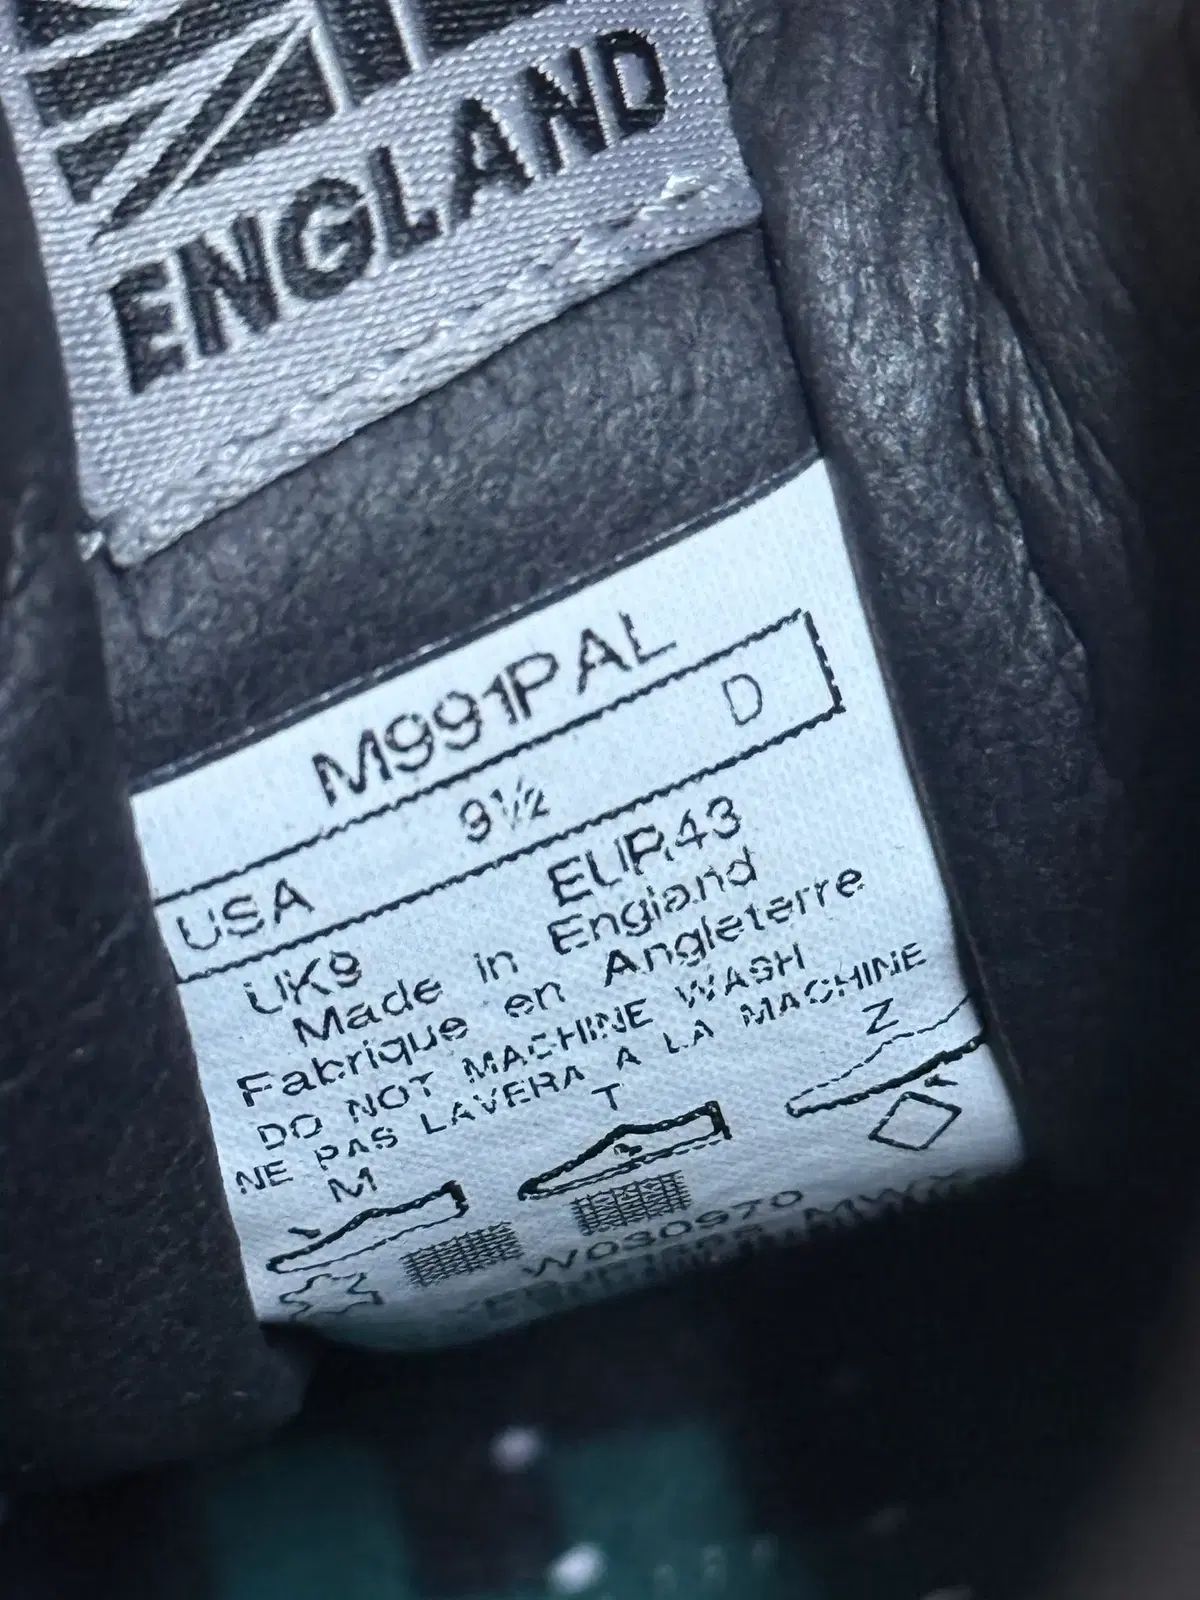 ENGLAND
M991PAL
USA 9½ D
UK9 EUR43
Made in England
Fabrique en Angleterre
DO NOT MACHINE WASH
NE PAS LAVERA A LA MACHINE
M T Z